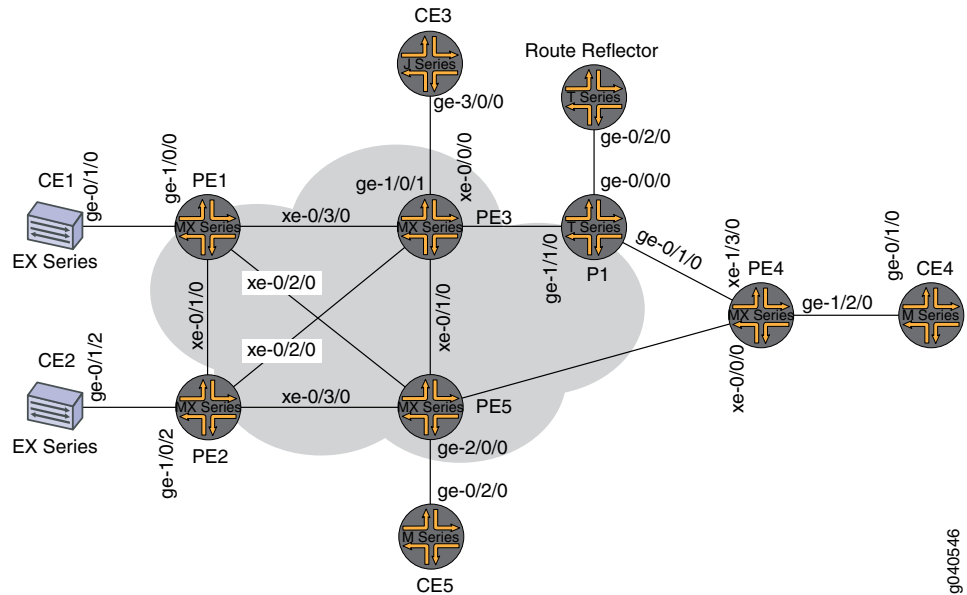 CE3
J Series
ge-3/0/0
Route Reflector
T Series
ge-0/2/0
ge-0/0/0
CE1
ge-0/1/0
EX Series
ge-1/0/0
PE1
MX Series
xe-0/3/0
ge-1/0/1
xe-0/0/0
MX Series
PE3
ge-1/1/0
T Series
P1
ge-0/1/0
xe-1/3/0
PE4
MX Series
xe-0/0/0
ge-1/2/0
ge-0/1/0
CE4
M Series
xe-0/2/0
xe-0/1/0
xe-0/2/0
xe-0/1/0
CE2
ge-0/1/2
EX Series
ge-1/0/2
MX Series
PE2
xe-0/3/0
MX Series
PE5
ge-2/0/0
ge-0/2/0
M Series
CE5
g040546